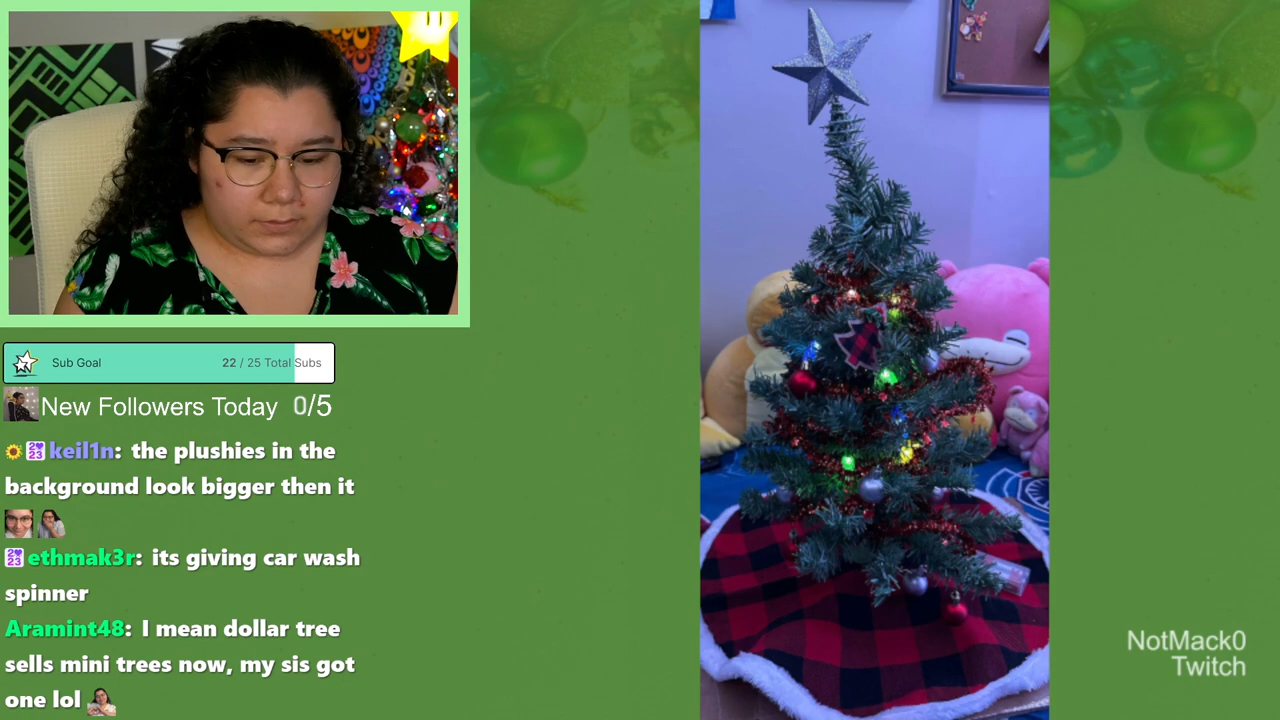 Sub Goal 22 / 25 Total Subs
New Followers Today 0/5
keil1n: the plushies in the
background look bigger then it
ethmak3r: its giving car wash
spinner
Aramint48: I mean dollar tree
sells mini trees now, my sis got
one lol
NotMack0
Twitch